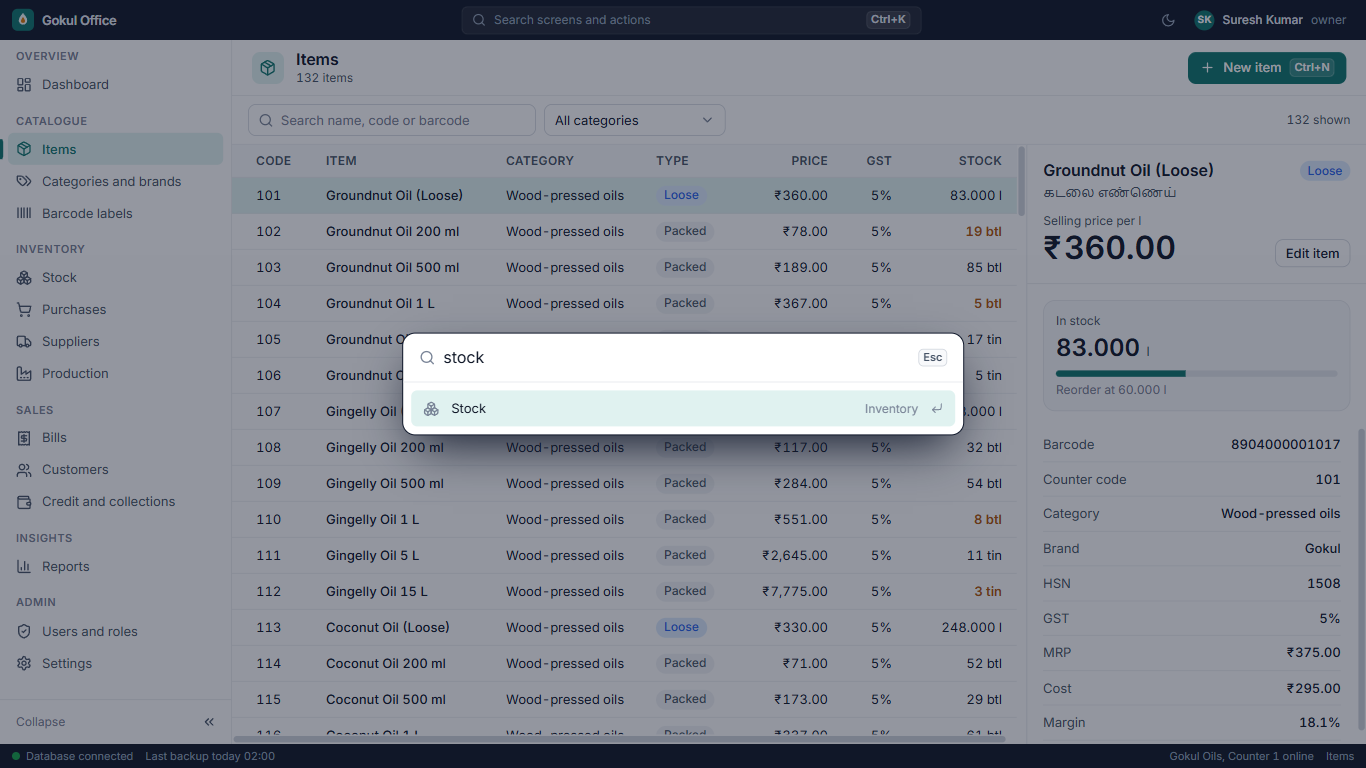 Gokul Office
Search screens and actions
Ctrl+K
SK
Suresh Kumar owner
OVERVIEW
Dashboard
CATALOGUE
Items
Categories and brands
Barcode labels
INVENTORY
Stock
Purchases
Suppliers
Production
SALES
Bills
Customers
Credit and collections
INSIGHTS
Reports
ADMIN
Users and roles
Settings
Collapse
Items
132 items
New item Ctrl+N
Search name, code or barcode
All categories
132 shown
CODE ITEM CATEGORY TYPE PRICE GST STOCK
101 Groundnut Oil (Loose) Wood-pressed oils Loose ₹360.00 5% 83.000 l
102 Groundnut Oil 200 ml Wood-pressed oils Packed ₹78.00 5% 19 btl
103 Groundnut Oil 500 ml Wood-pressed oils Packed ₹189.00 5% 85 btl
104 Groundnut Oil 1 L Wood-pressed oils Packed ₹367.00 5% 5 btl
105 Groundnut 17 tin
106 Groundnut 5 tin
107 Gingelly Oil
108 Gingelly Oil 200 ml Wood-pressed oils Packed ₹117.00 5% 32 btl
109 Gingelly Oil 500 ml Wood-pressed oils Packed ₹284.00 5% 54 btl
110 Gingelly Oil 1 L Wood-pressed oils Packed ₹551.00 5% 8 btl
111 Gingelly Oil 5 L Wood-pressed oils Packed ₹2,645.00 5% 11 tin
112 Gingelly Oil 15 L Wood-pressed oils Packed ₹7,775.00 5% 3 tin
113 Coconut Oil (Loose) Wood-pressed oils Loose ₹330.00 5% 248.000 l
114 Coconut Oil 200 ml Wood-pressed oils Packed ₹71.00 5% 52 btl
115 Coconut Oil 500 ml Wood-pressed oils Packed ₹173.00 5% 29 btl
stock
Esc
Stock Inventory
Groundnut Oil (Loose) Loose
கடலை எண்ணெய்
Selling price per l
₹360.00
Edit item
In stock
83.000 l
Reorder at 60.000 l
Barcode 8904000001017
Counter code 101
Category Wood-pressed oils
Brand Gokul
HSN 1508
GST 5%
MRP ₹375.00
Cost ₹295.00
Margin 18.1%
Database connected Last backup today 02:00
Gokul Oils, Counter 1 online Items